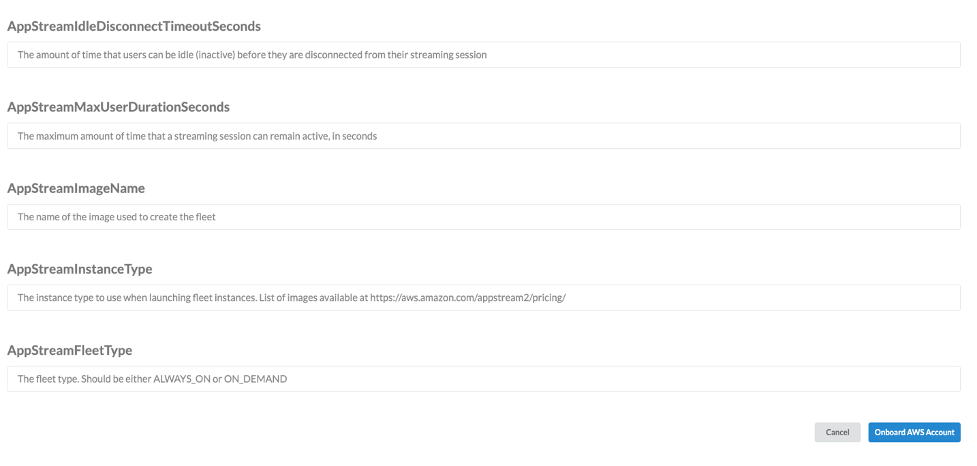 AppStreamIdleDisconnectTimeoutSeconds
The amount of time that users can be idle (inactive) before they are disconnected from their streaming session
AppStreamMaxUserDurationSeconds
The maximum amount of time that a streaming session can remain active, in seconds
AppStreamImageName
The name of the image used to create the fleet
AppStreamInstanceType
The instance type to use when launching fleet instances. List of images available at https://aws.amazon.com/appstream2/pricing/
AppStreamFleetType
The fleet type. Should be either ALWAYS_ON or ON_DEMAND
Cancel Onboard AWS Account